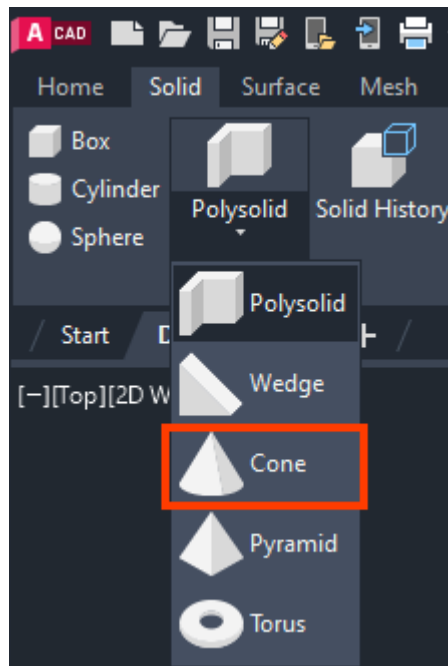 A CAD
Home Solid Surface Mesh
Box
Cylinder
Sphere
Polysolid
Solid History
Polysolid
Start
[−][Top][2D W
Wedge
Cone
Pyramid
Torus